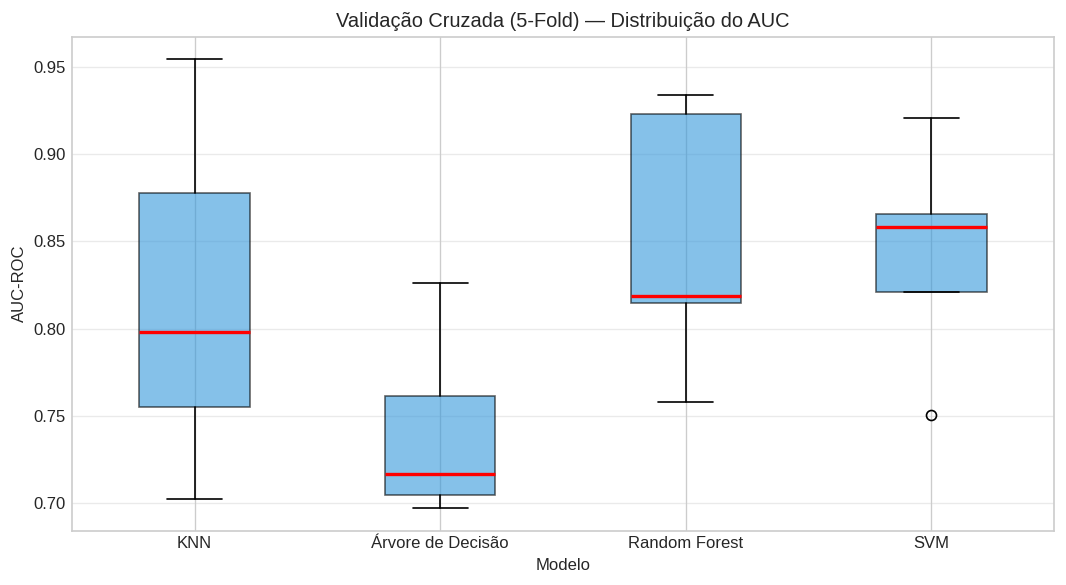 Validação Cruzada (5-Fold) — Distribuição do AUC
AUC-ROC
0.95
0.90
0.85
0.80
0.75
0.70
KNN
Árvore de Decisão
Random Forest
SVM
Modelo